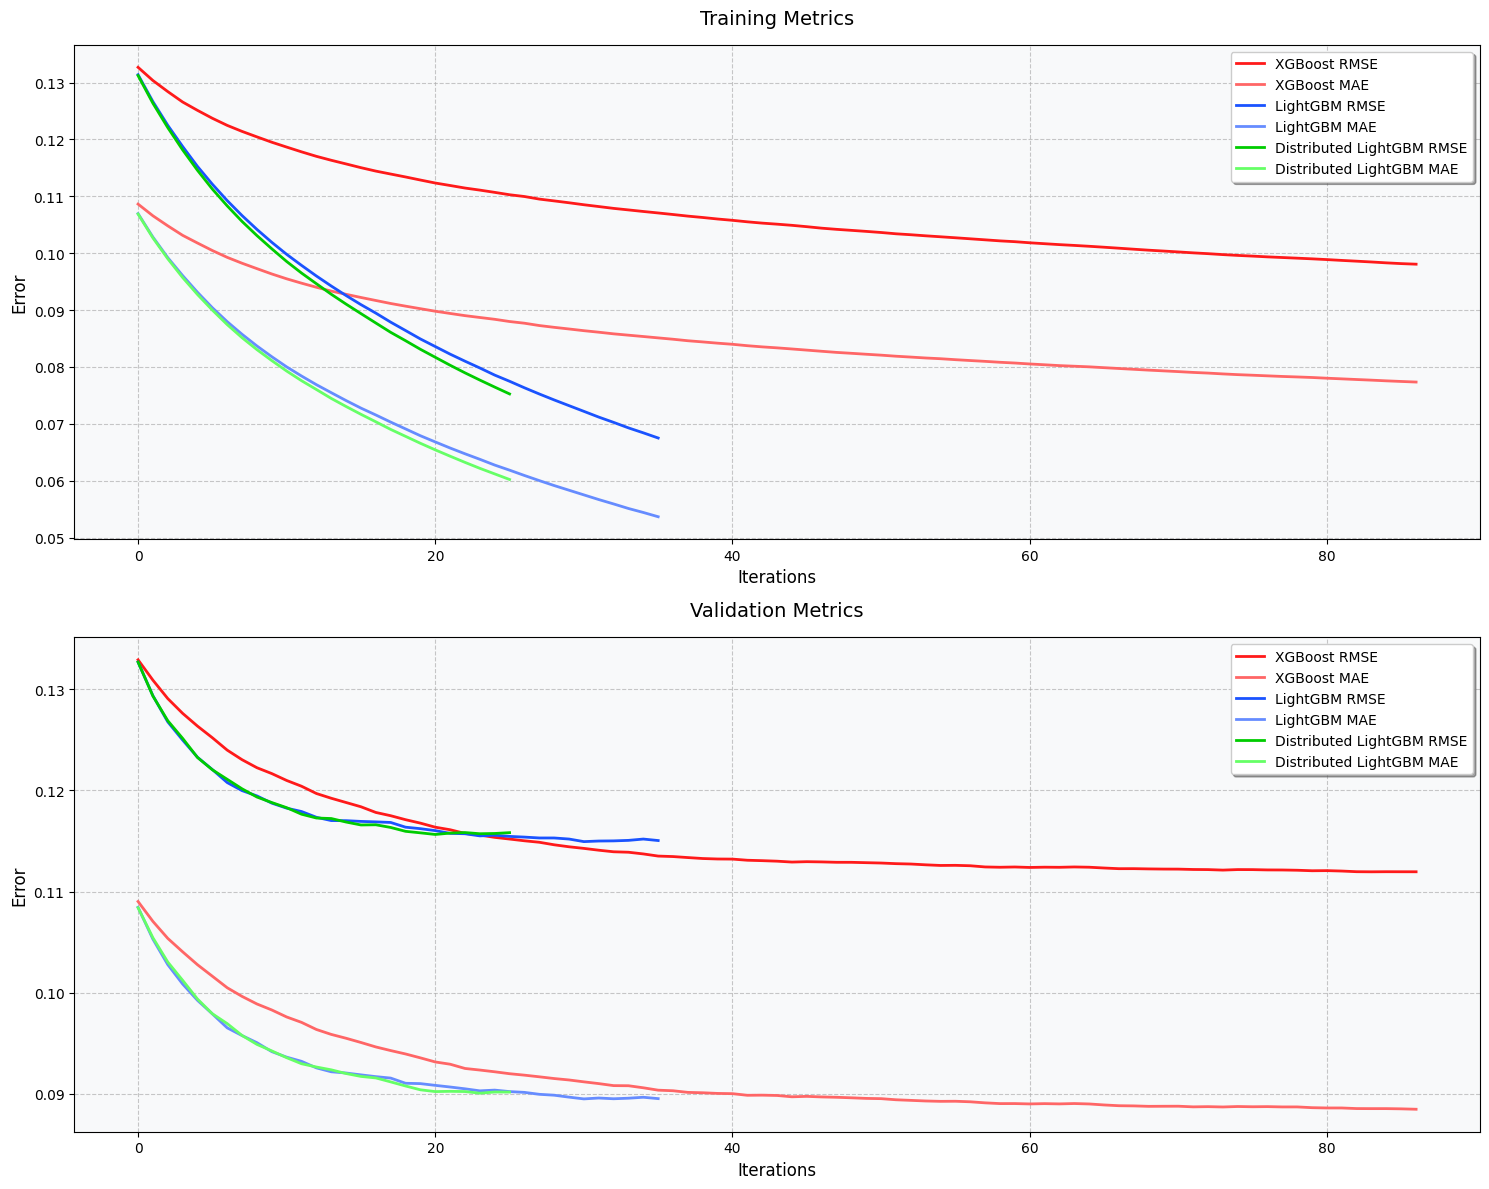 Training Metrics
0.13
0.12
0.11
0.10
0.09
0.08
0.07
0.06
0.05
Error
XGBoost RMSE
XGBoost MAE
LightGBM RMSE
LightGBM MAE
Distributed LightGBM RMSE
Distributed LightGBM MAE
0 20 40 60 80
Iterations
Validation Metrics
0.13
0.12
0.11
0.10
0.09
Error
XGBoost RMSE
XGBoost MAE
LightGBM RMSE
LightGBM MAE
Distributed LightGBM RMSE
Distributed LightGBM MAE
0 20 40 60 80
Iterations